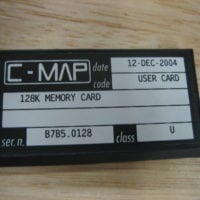 C-MAP date 12-DEC-2004
code USER CARD
128K MEMORY CARD
ser.n. B7B5.0128 class U